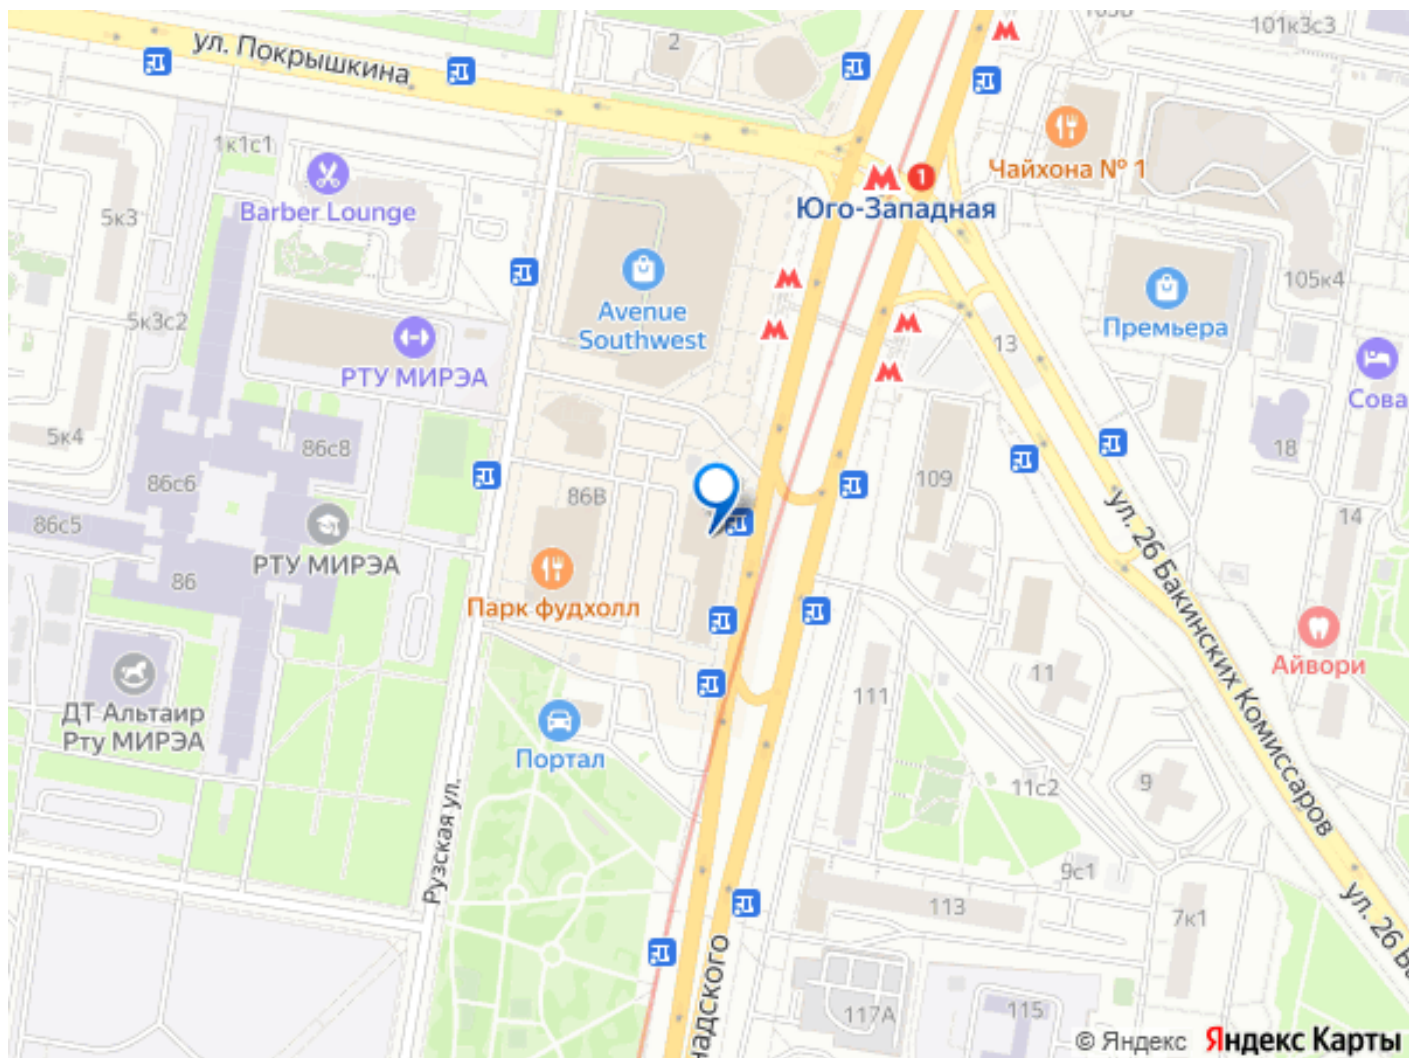 101к3с3
2
ул. Покрышкина
1к1с1
Чайхона № 1
Barber Lounge
5к3
1
Юго-Западная
105к4
Avenue
Southwest
5к3с2
Премьера
13
РТУ МИРЭА
Сова
5к4
86с8
18
86с6
109
86В
86с5
14
ул. 26 Бакинских Комиссаров
РТУ МИРЭА
86
Парк фудхолл
Айвори
11
111
ДТ Альтаир
Рту МИРЭА
Портал
9
11с2
Рузская ул.
9с1
113
7к1
ул. 26 Ба
надского
117А
115
© Яндекс Яндекс Карты